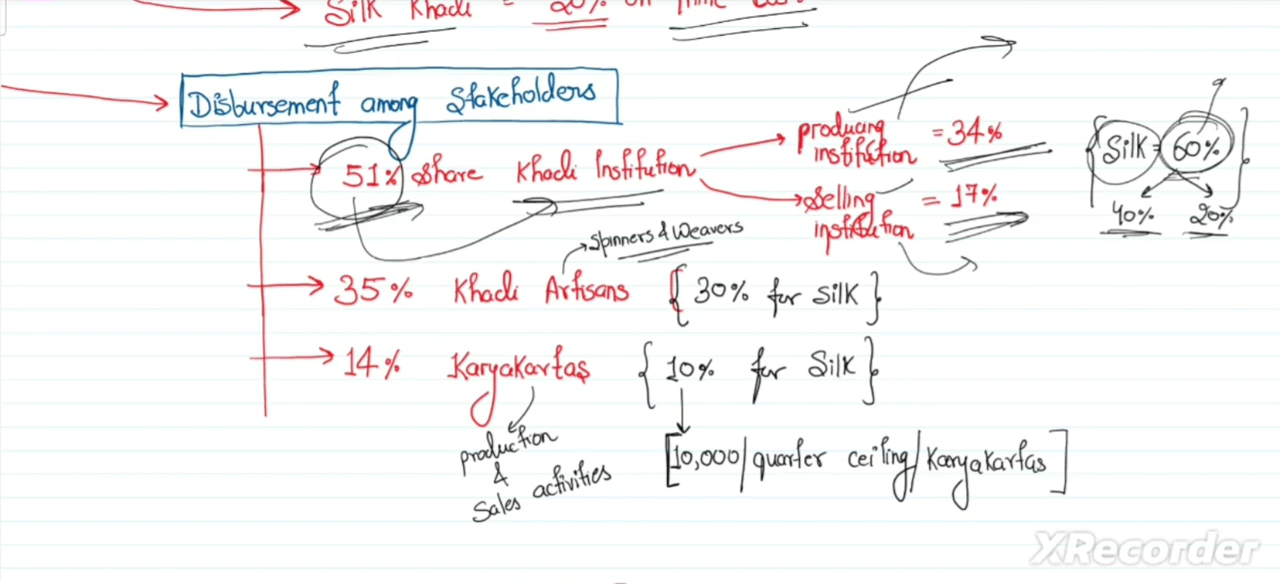 Silk Khadi = 20% on
Disbursement among Stakeholders
51% Share Khadi Institution
producing institution = 34%
Selling institution = 17%
{Silk = 60%}
40% 20%
Spinners & Weavers
35% Khadi Artisans {30% for Silk}
14% Karyakartas {10% for Silk}
production
&
Sales activities
[10,000/quarter ceiling/Karyakartas]
XRecorder